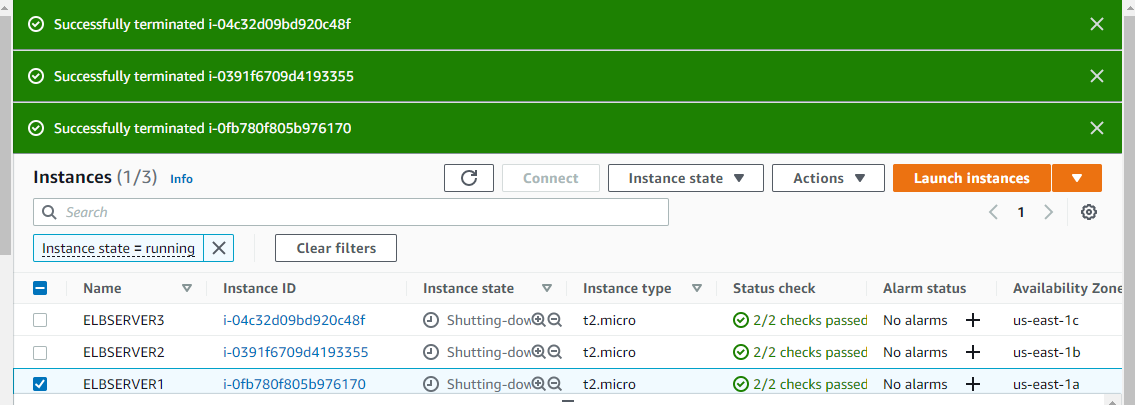 Successfully terminated i-04c32d09bd920c48f
Successfully terminated i-0391f6709d4193355
Successfully terminated i-0fb780f805b976170
Instances (1/3) Info Connect Instance state Actions Launch instances
Search 1
Instance state = running Clear filters
Name Instance ID Instance state Instance type Status check Alarm status Availability Zone
ELBSERVER3 i-04c32d09bd920c48f Shutting-dow t2.micro 2/2 checks passed No alarms us-east-1c
ELBSERVER2 i-0391f6709d4193355 Shutting-dow t2.micro 2/2 checks passed No alarms us-east-1b
ELBSERVER1 i-0fb780f805b976170 Shutting-dow t2.micro 2/2 checks passed No alarms us-east-1a